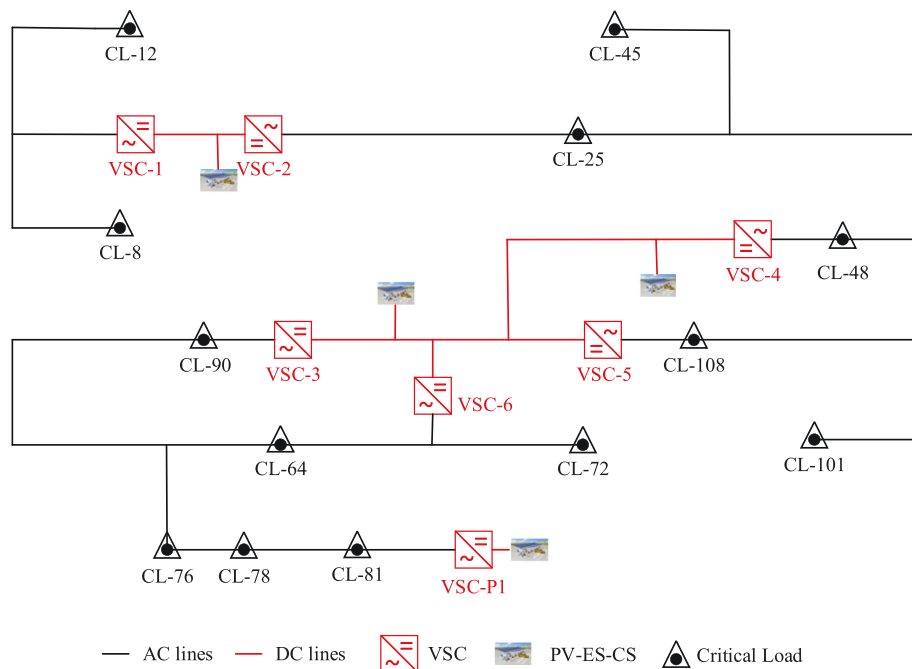 CL-12
CL-45
VSC-1
VSC-2
CL-25
CL-8
VSC-4
CL-48
CL-90
VSC-3
VSC-5
CL-108
VSC-6
CL-64
CL-72
CL-101
CL-76
CL-78
CL-81
VSC-P1
AC lines
DC lines
VSC
PV-ES-CS
Critical Load